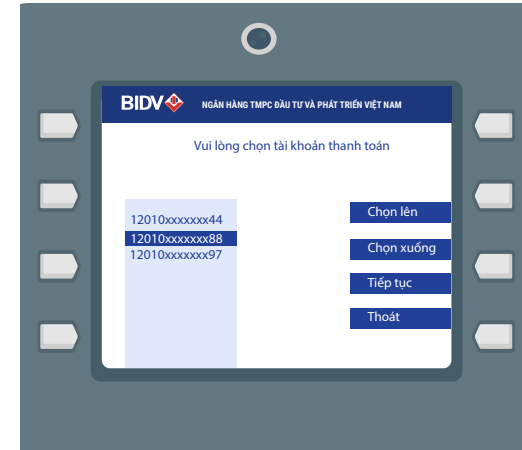 BIDV NGÂN HÀNG TMPC ĐẦU TƯ VÀ PHÁT TRIỂN VIỆT NAM
Vui lòng chọn tài khoản thanh toán
12010xxxxxxx44
12010xxxxxxx88
12010xxxxxxx97
Chọn lên
Chọn xuống
Tiếp tục
Thoát